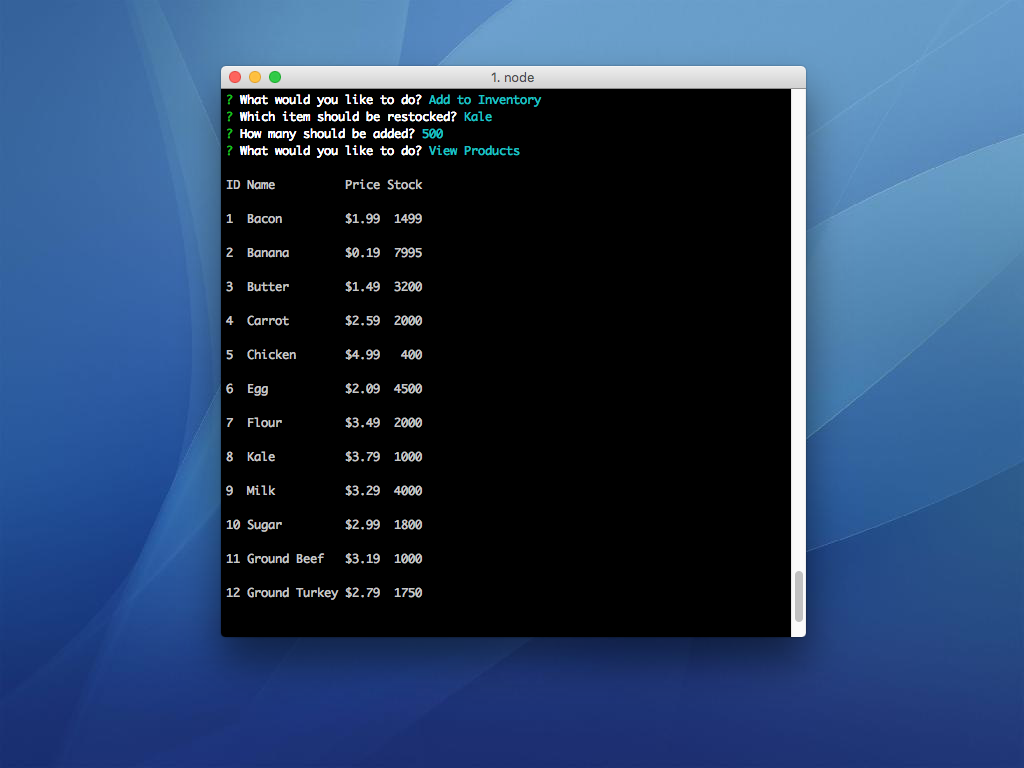 1. node
? What would you like to do? Add to Inventory
? Which item should be restocked? Kale
? How many should be added? 500
? What would you like to do? View Products
ID Name Price Stock
1 Bacon $1.99 1499
2 Banana $0.19 7995
3 Butter $1.49 3200
4 Carrot $2.59 2000
5 Chicken $4.99 400
6 Egg $2.09 4500
7 Flour $3.49 2000
8 Kale $3.79 1000
9 Milk $3.29 4000
10 Sugar $2.99 1800
11 Ground Beef $3.19 1000
12 Ground Turkey $2.79 1750